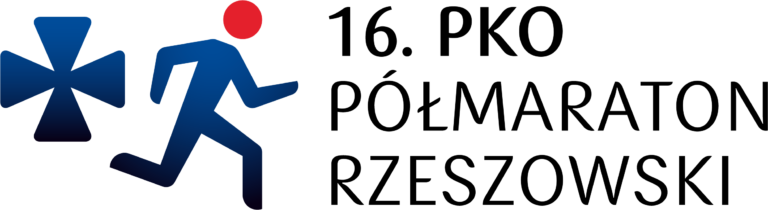 16. PKO
PÓŁMARATON
RZESZOWSKI